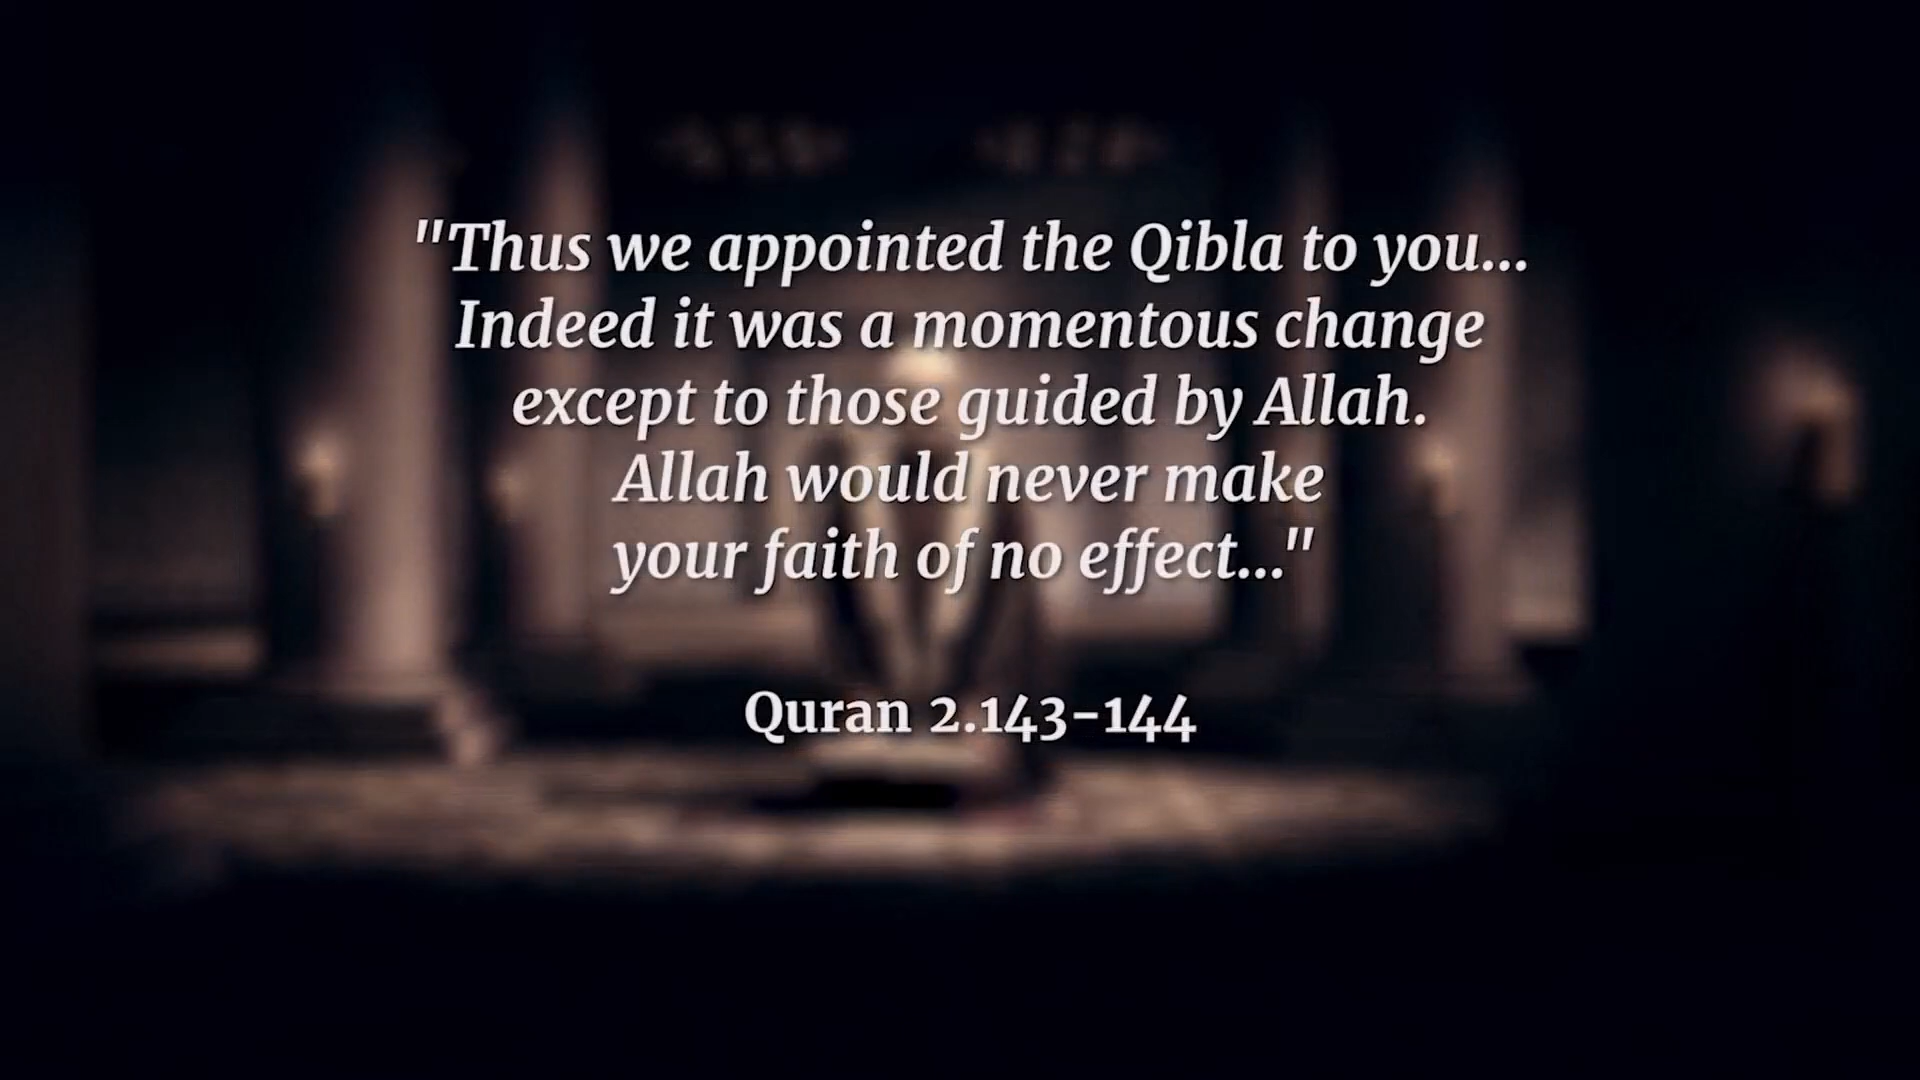 "Thus we appointed the Qibla to you...
Indeed it was a momentous change
except to those guided by Allah.
Allah would never make
your faith of no effect..."
Quran 2.143-144